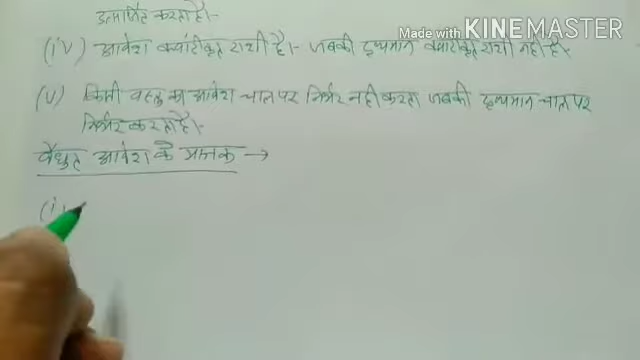 उत्सर्जित करता है।-
Made with KINEMASTER
(iv) आवेश क्वांटीकृत राशी है।- जबकी द्रव्यमान क्वांटीकृत राशी नहीं है।
(v) किसी वस्तु का आवेश चाल पर निर्भर नहीं करता जबकी द्रव्यमान चाल पर
निर्भर करता है।-
वैधुत आवेश के मात्रक →
(i)